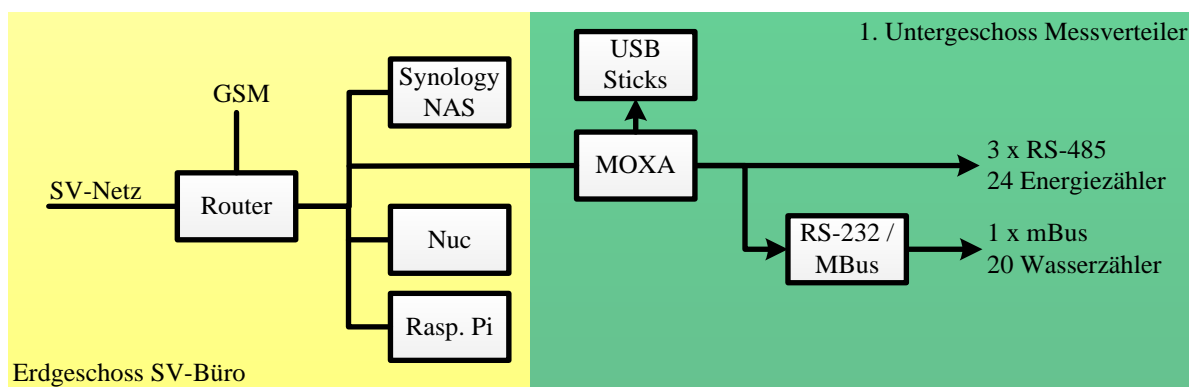 1. Untergeschoss Messverteiler
USB
Sticks
Synology
NAS
GSM
MOXA
3 x RS-485
24 Energiezähler
SV-Netz
Router
Nuc
RS-232 /
MBus
1 x mBus
20 Wasserzähler
Rasp. Pi
Erdgeschoss SV-Büro